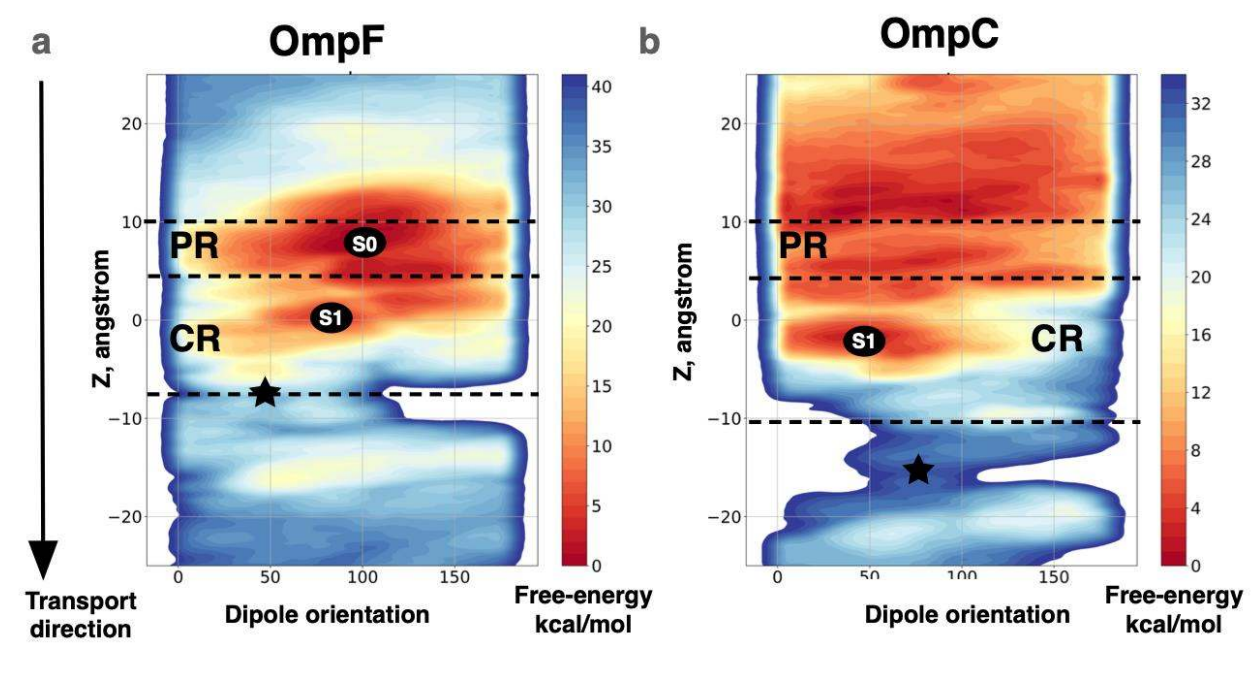 a
OmpF
b
OmpC
Z, angstrom
20
10
0
−10
−20
PR
S0
S1
CR
0
50
100
150
Dipole orientation
40
35
30
25
20
15
10
5
0
Free-energy
kcal/mol
Transport
direction
Z, angstrom
20
10
0
−10
−20
PR
S1
CR
0
50
100
150
Dipole orientation
32
28
24
20
16
12
8
4
0
Free-energy
kcal/mol